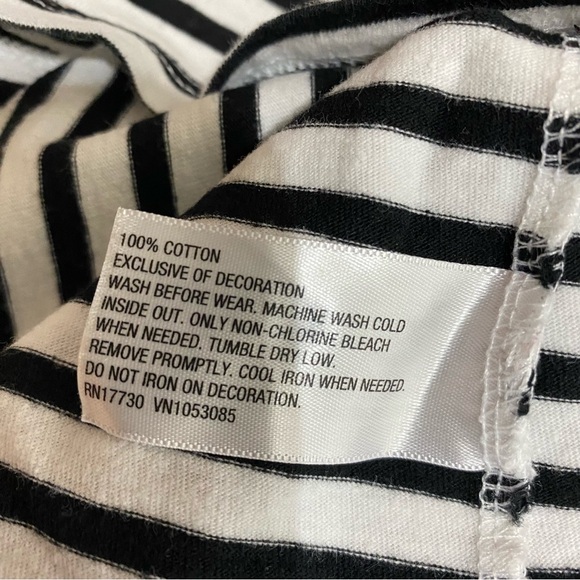 100% COTTON
EXCLUSIVE OF DECORATION
WASH BEFORE WEAR. MACHINE WASH COLD
INSIDE OUT. ONLY NON-CHLORINE BLEACH
WHEN NEEDED. TUMBLE DRY LOW.
REMOVE PROMPTLY. COOL IRON WHEN NEEDED.
DO NOT IRON ON DECORATION.
RN17730 VN1053085